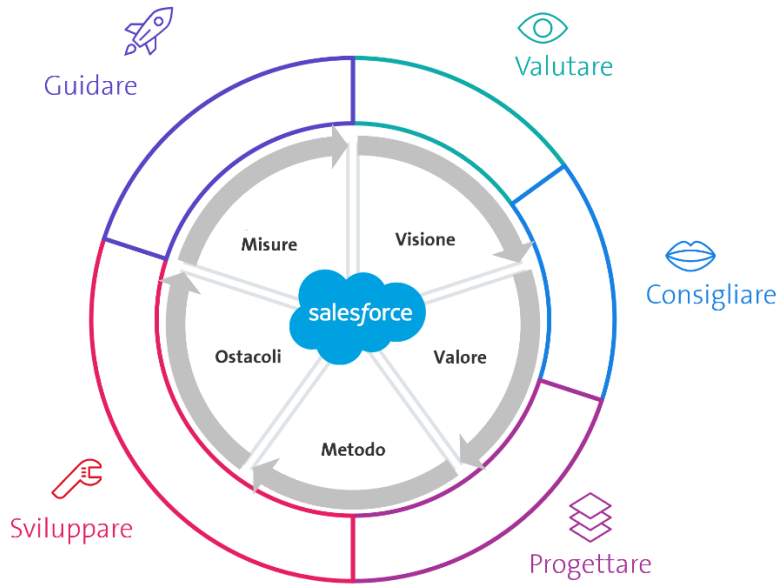 Guidare
Valutare
Misure
Visione
Consigliare
salesforce
Ostacoli
Valore
Metodo
Sviluppare
Progettare